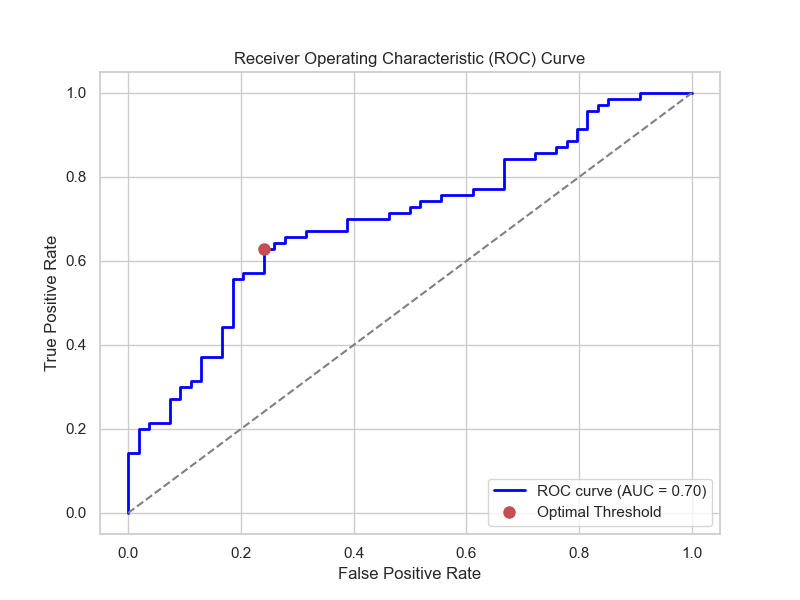 Receiver Operating Characteristic (ROC) Curve
1.0
0.8
0.6
0.4
0.2
0.0
True Positive Rate
0.0 0.2 0.4 0.6 0.8 1.0
False Positive Rate
ROC curve (AUC = 0.70)
Optimal Threshold